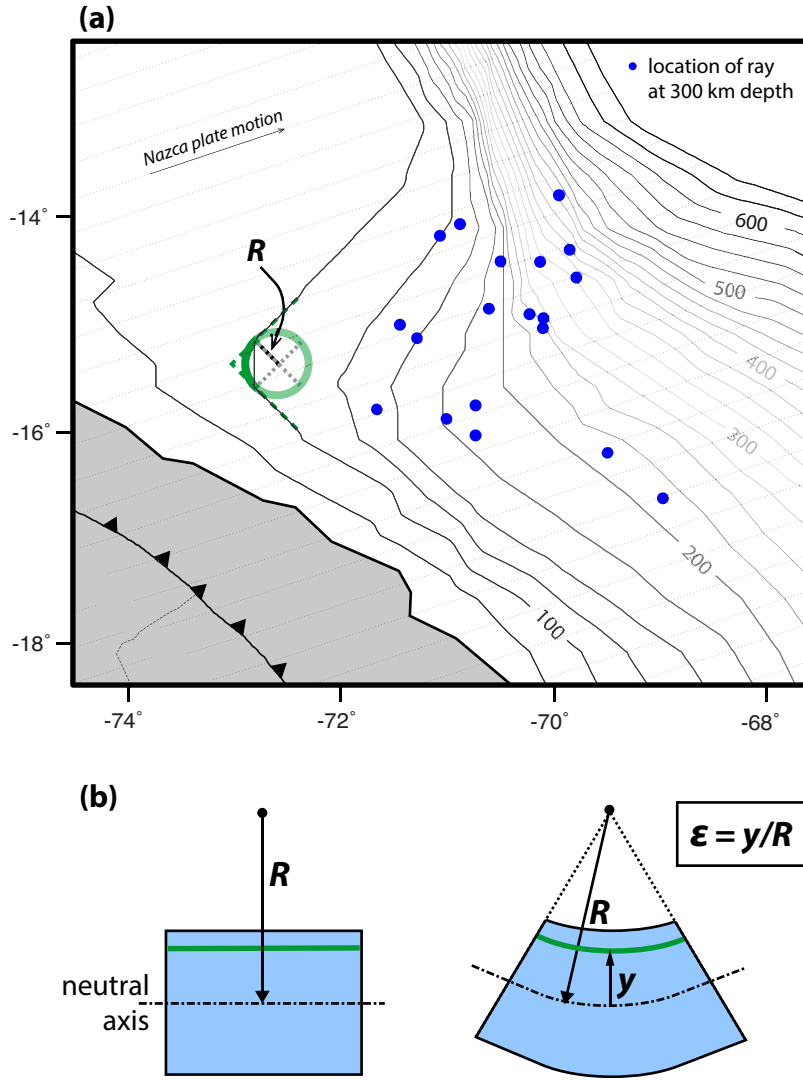 (a)
location of ray
at 300 km depth
Nazca plate motion
R
600
500
400
300
200
100
-14°
-16°
-18°
-74°
-72°
-70°
-68°
(b)
R
neutral
axis
ε = y/R
R
y